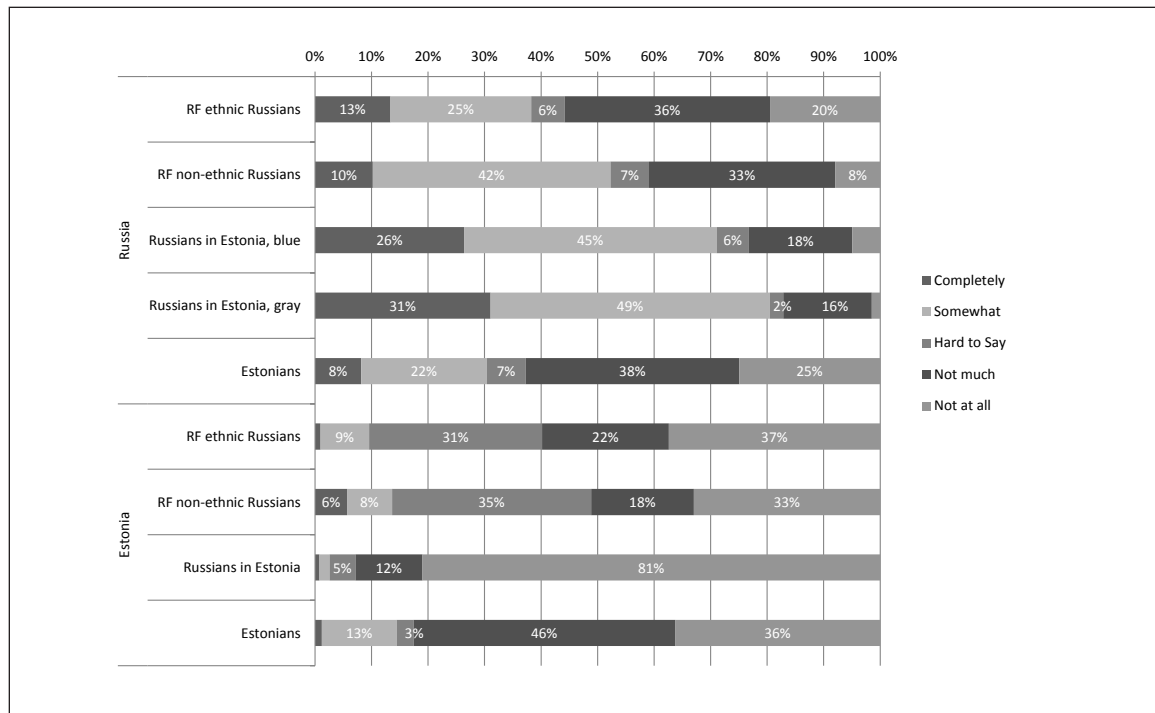 0% 10% 20% 30% 40% 50% 60% 70% 80% 90% 100%
Russia
RF ethnic Russians 13% 25% 6% 36% 20%
RF non-ethnic Russians 10% 42% 7% 33% 8%
Russians in Estonia, blue 26% 45% 6% 18%
Russians in Estonia, gray 31% 49% 2% 16%
Estonians 8% 22% 7% 38% 25%
Estonia
RF ethnic Russians 9% 31% 22% 37%
RF non-ethnic Russians 6% 8% 35% 18% 33%
Russians in Estonia 5% 12% 81%
Estonians 13% 3% 46% 36%
Completely
Somewhat
Hard to Say
Not much
Not at all